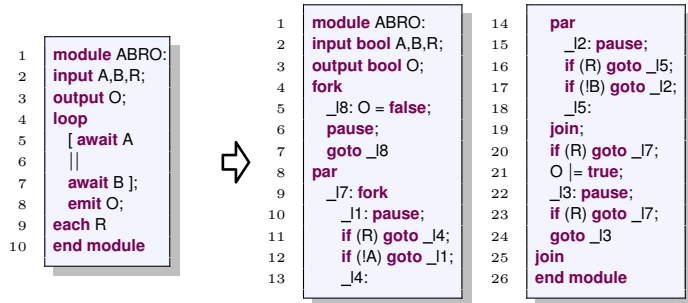 1 module ABRO:
2 input A,B,R;
3 output O;
4 loop
5 [ await A
6 ||
7 await B ];
8 emit O;
9 each R
10 end module
1 module ABRO:
2 input bool A,B,R;
3 output bool O;
4 fork
5 _l8: O = false;
6 pause;
7 goto _l8
8 par
9 _l7: fork
10 _l1: pause;
11 if (R) goto _l4;
12 if (!A) goto _l1;
13 _l4:
14 par
15 _l2: pause;
16 if (R) goto _l5;
17 if (!B) goto _l2;
18 _l5:
19 join;
20 if (R) goto _l7;
21 O |= true;
22 _l3: pause;
23 if (R) goto _l7;
24 goto _l3
25 join
26 end module